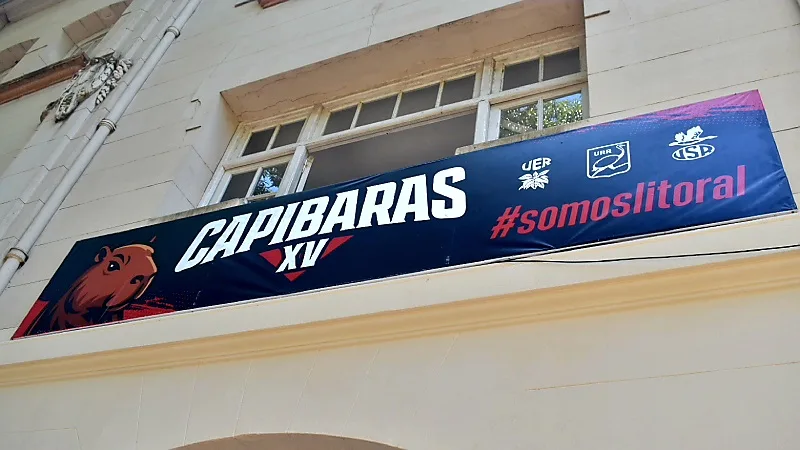 CAPIBARAS
XV
UER
URR
USR
#somoslitoral